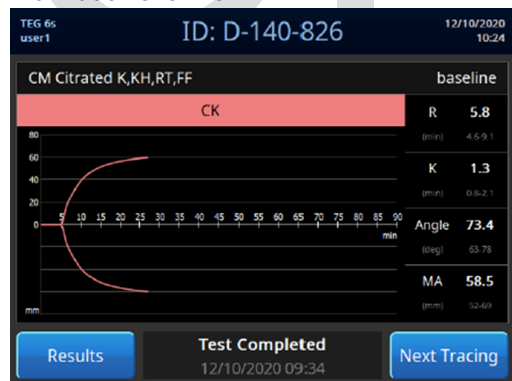 TEG 6s
user1
ID: D-140-826
12/10/2020
10:24
CM Citrated K,KH,RT,FF
baseline
CK
80
60
40
20
0
5 10 15 20 25 30 35 40 45 50 55 60 65 70 75 80 85 90
min
mm
R 5.8
(min) 4.6-9.1
K 1.3
(min) 0.8-2.1
Angle 73.4
(deg) 63-78
MA 58.5
(mm) 52-69
Results
Test Completed
12/10/2020 09:34
Next Tracing